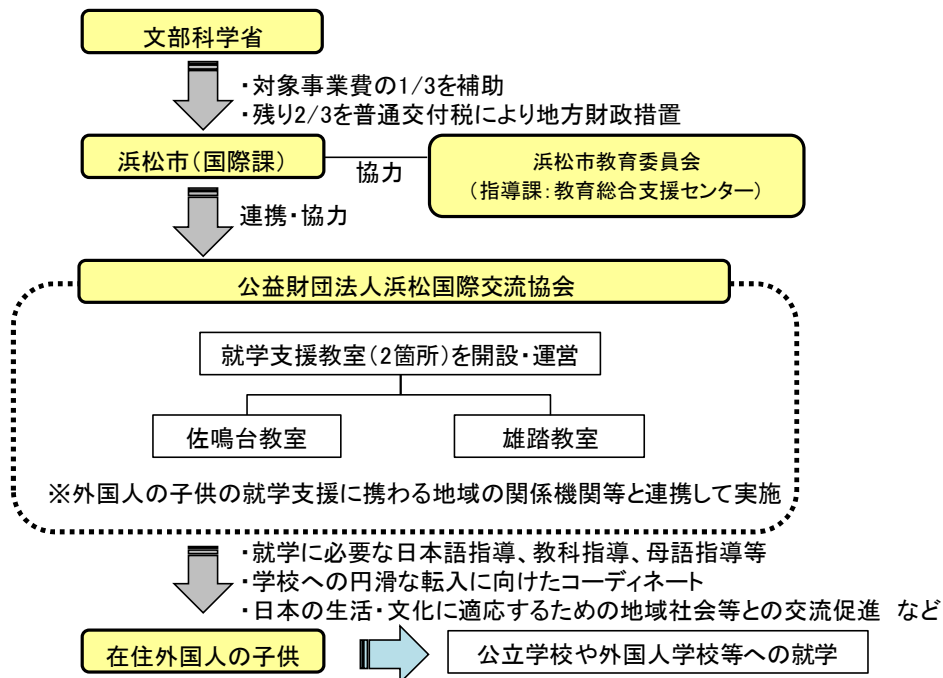 文部科学省
・対象事業費の1/3を補助
・残り2/3を普通交付税により地方財政措置
浜松市(国際課)
協力
浜松市教育委員会
(指導課:教育総合支援センター)
連携・協力
公益財団法人浜松国際交流協会
就学支援教室(2箇所)を開設・運営
佐鳴台教室
雄踏教室
※外国人の子供の就学支援に携わる地域の関係機関等と連携して実施
・就学に必要な日本語指導、教科指導、母語指導等
・学校への円滑な転入に向けたコーディネート
・日本の生活・文化に適応するための地域社会等との交流促進 など
在住外国人の子供
公立学校や外国人学校等への就学